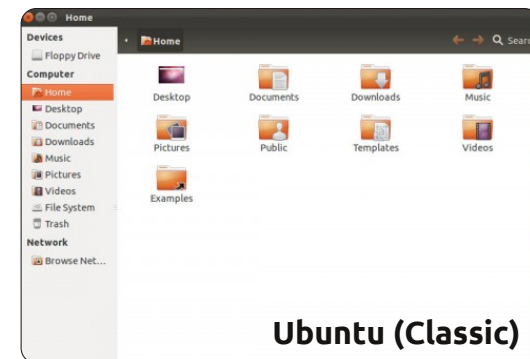 Home
Devices
Floppy Drive
Computer
Home
Desktop
Documents
Downloads
Music
Pictures
Videos
File System
Trash
Network
Browse Net...
Home
Sear
Desktop
Documents
Downloads
Music
Pictures
Public
Templates
Videos
Examples
Ubuntu (Classic)